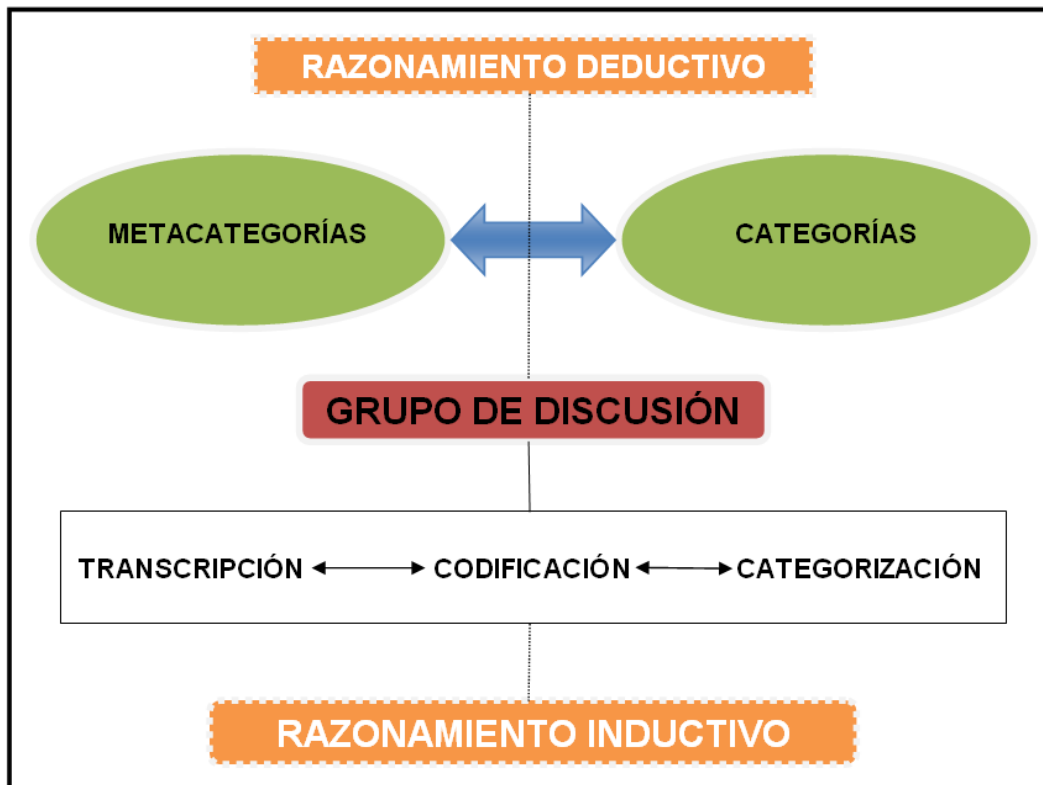 RAZONAMIENTO DEDUCTIVO
METACATEGORÍAS
CATEGORÍAS
GRUPO DE DISCUSIÓN
TRANSCRIPCIÓN CODIFICACIÓN CATEGORIZACIÓN
RAZONAMIENTO INDUCTIVO